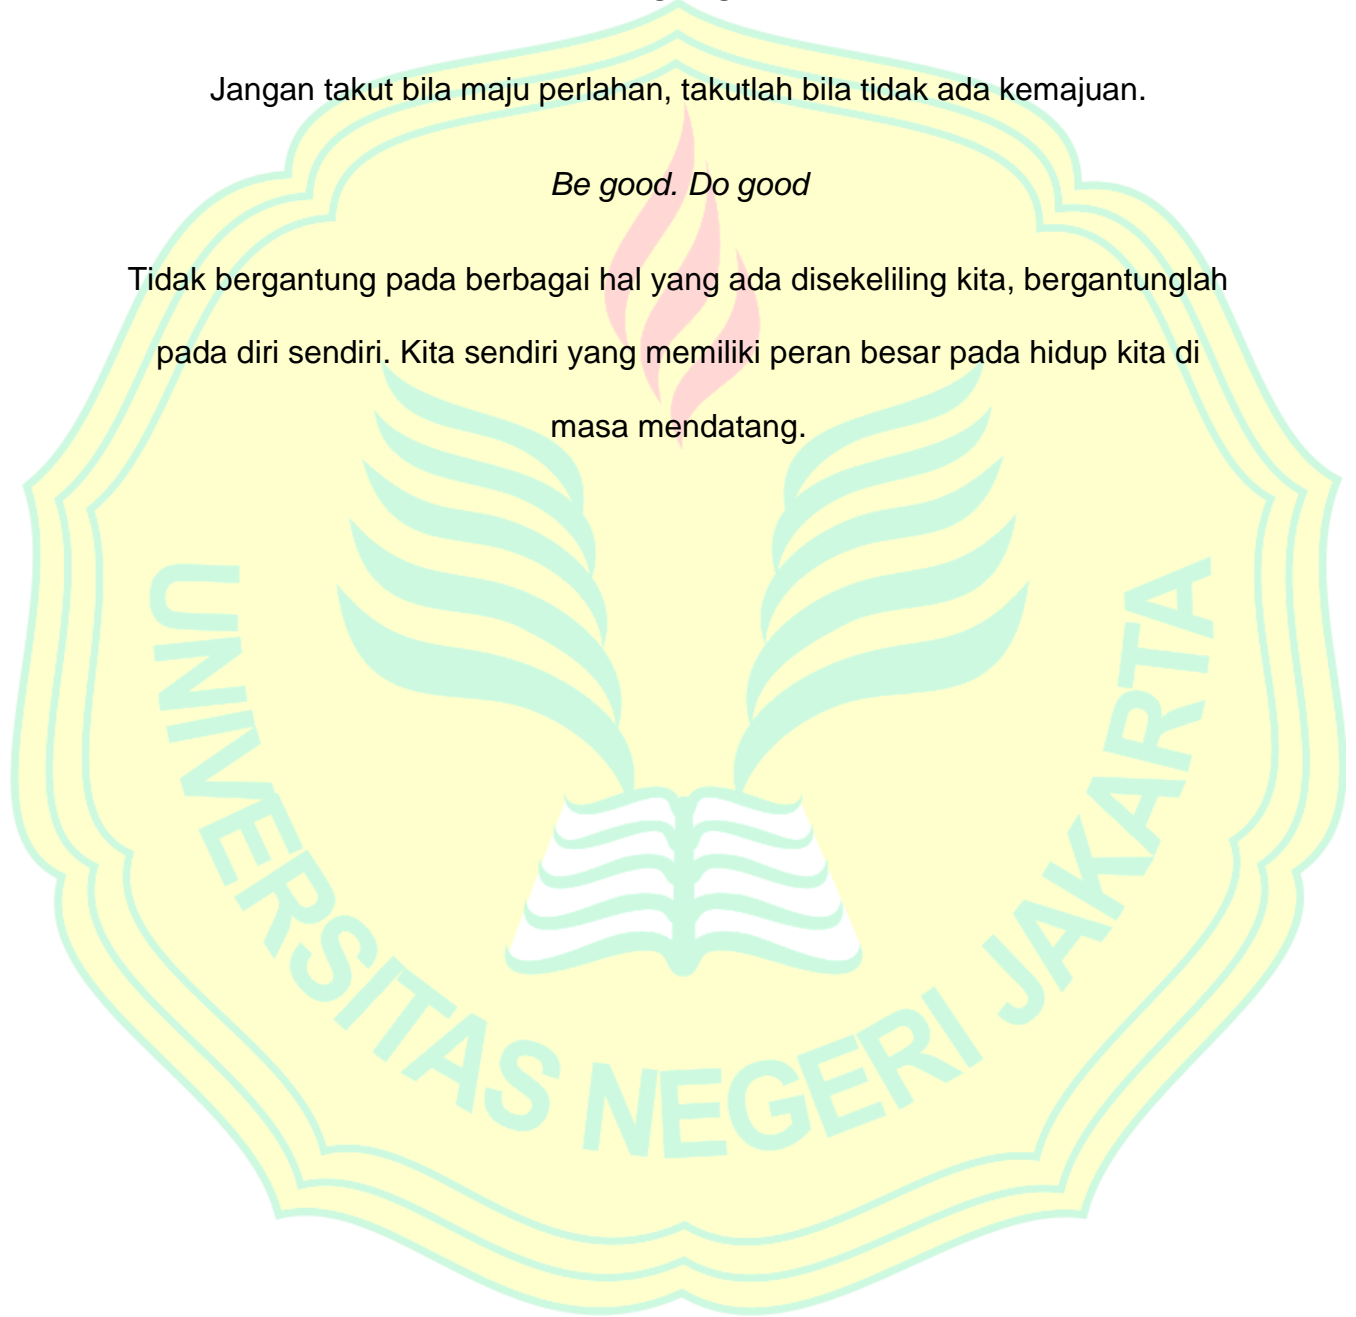 Jangan takut bila maju perlahan, takutlah bila tidak ada kemajuan.
Be good. Do good
Tidak bergantung pada berbagai hal yang ada disekeliling kita, bergantunglah
pada diri sendiri. Kita sendiri yang memiliki peran besar pada hidup kita di
masa mendatang.
UNIVERSITAS NEGERI JAKARTA